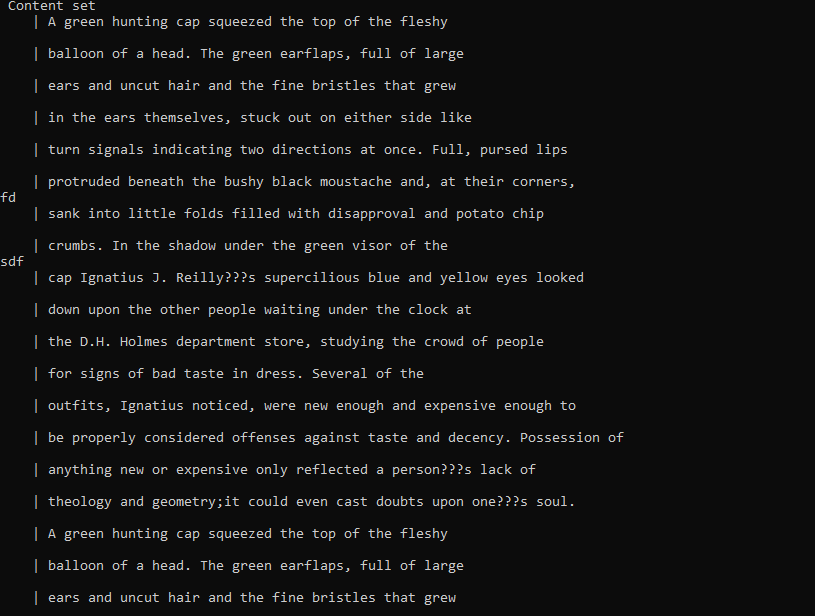 Content set
| A green hunting cap squeezed the top of the fleshy
| balloon of a head. The green earflaps, full of large
| ears and uncut hair and the fine bristles that grew
| in the ears themselves, stuck out on either side like
| turn signals indicating two directions at once. Full, pursed lips
| protruded beneath the bushy black moustache and, at their corners,
fd
| sank into little folds filled with disapproval and potato chip
| crumbs. In the shadow under the green visor of the
sdf
| cap Ignatius J. Reilly???s supercilious blue and yellow eyes looked
| down upon the other people waiting under the clock at
| the D.H. Holmes department store, studying the crowd of people
| for signs of bad taste in dress. Several of the
| outfits, Ignatius noticed, were new enough and expensive enough to
| be properly considered offenses against taste and decency. Possession of
| anything new or expensive only reflected a person???s lack of
| theology and geometry;it could even cast doubts upon one???s soul.
| A green hunting cap squeezed the top of the fleshy
| balloon of a head. The green earflaps, full of large
| ears and uncut hair and the fine bristles that grew